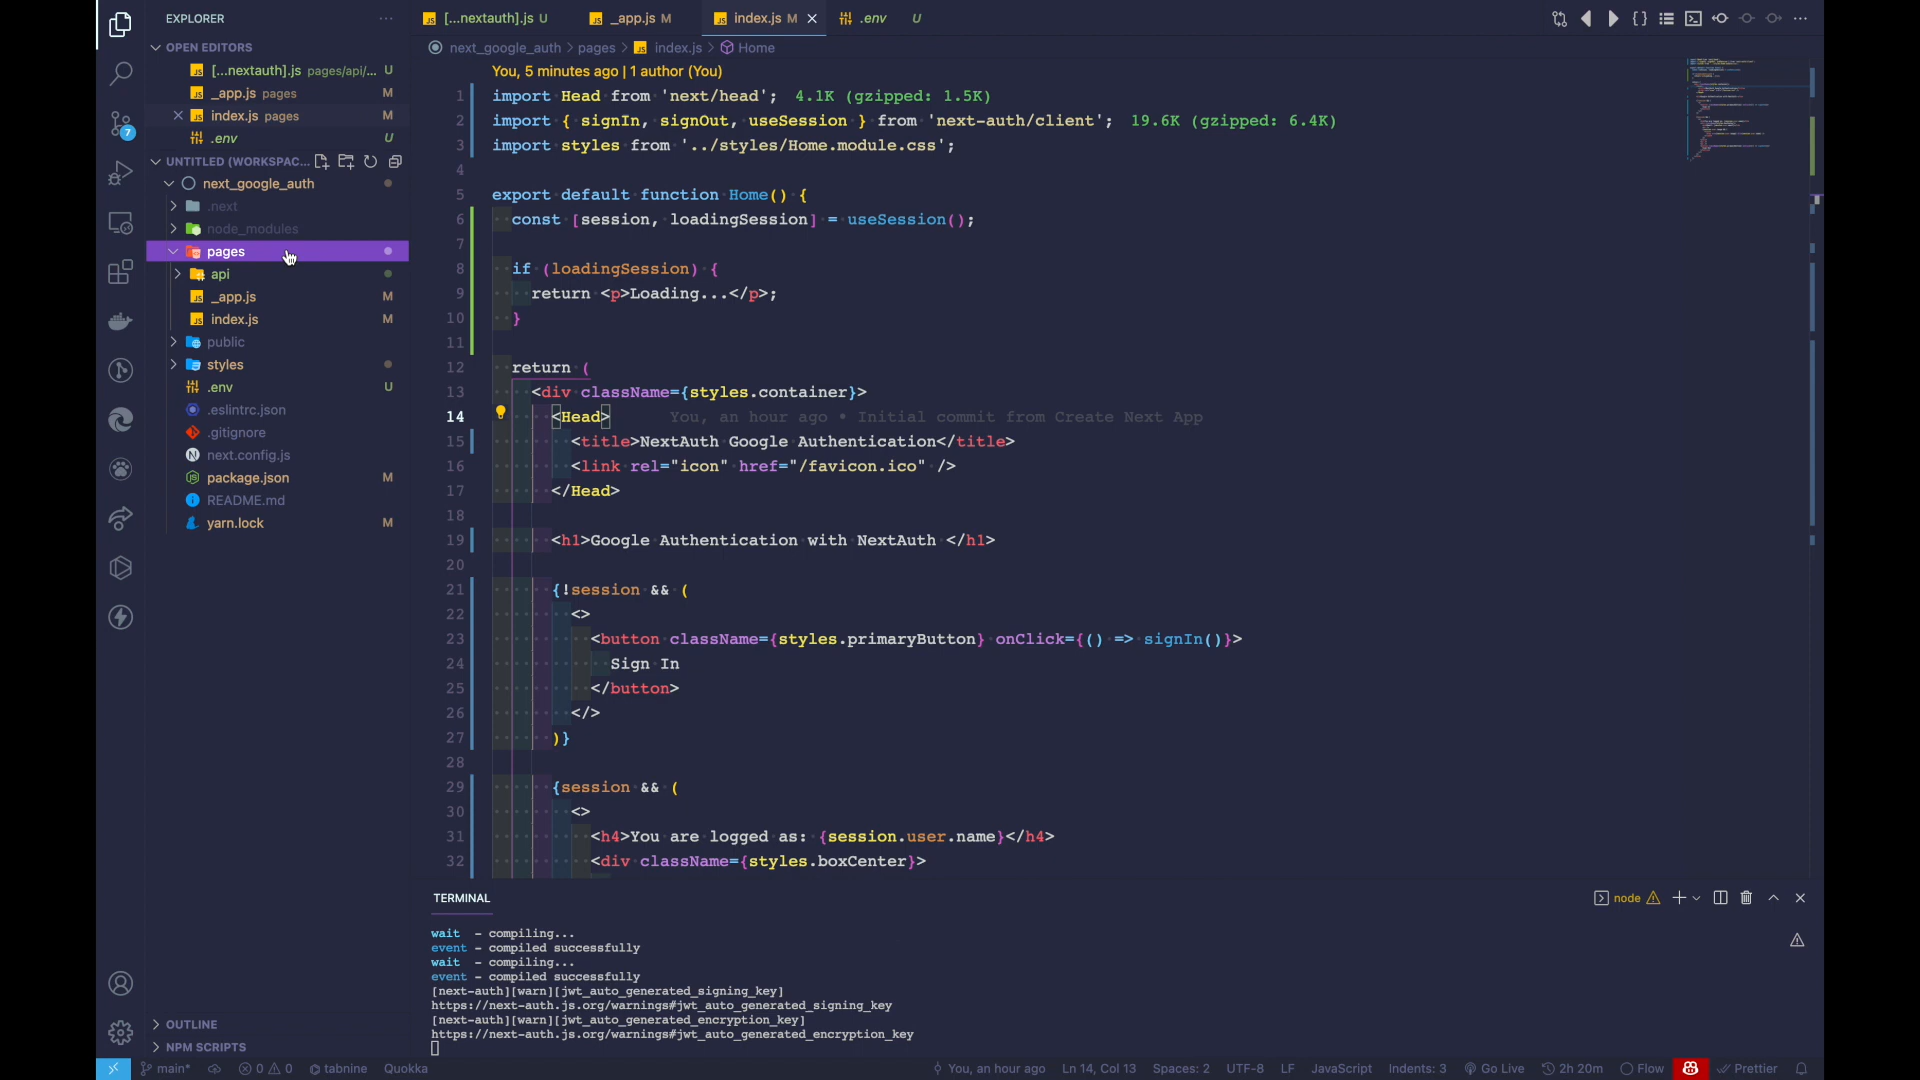 EXPLORER
OPEN EDITORS
[...nextauth].js pages/api/... U
_app.js pages M
index.js pages M
.env U
UNTITLED (WORKSPAC...
next_google_auth
.next
node_modules
pages
api
_app.js M
index.js M
public
styles
.env U
.eslintrc.json
.gitignore
next.config.js
package.json M
README.md
yarn.lock M
OUTLINE
NPM SCRIPTS
7
[...nextauth].js U
_app.js M
index.js M
.env U
next_google_auth > pages > index.js > Home
You, 5 minutes ago | 1 author (You)
1 import Head from 'next/head'; 4.1K (gzipped: 1.5K)
2 import { signIn, signOut, useSession } from 'next-auth/client'; 19.6K (gzipped: 6.4K)
3 import styles from '../styles/Home.module.css';
4
5 export default function Home() {
6 const [session, loadingSession] = useSession();
7
8 if (loadingSession) {
9 return <p>Loading...</p>;
10 }
11
12 return (
13 <div className={styles.container}>
14 <Head> You, an hour ago • Initial commit from Create Next App
15 <title>NextAuth Google Authentication</title>
16 <link rel="icon" href="/favicon.ico" />
17 </Head>
18
19 <h1>Google Authentication with NextAuth </h1>
20
21 {!session && (
22 <>
23 <button className={styles.primaryButton} onClick={() => signIn()}>
24 Sign In
25 </button>
26 </>
27 )}
28
29 {session && (
30 <>
31 <h4>You are logged as: {session.user.name}</h4>
32 <div className={styles.boxCenter}>
TERMINAL
node
wait - compiling...
event - compiled successfully
wait - compiling...
event - compiled successfully
[next-auth][warn][jwt_auto_generated_signing_key]
https://next-auth.js.org/warnings#jwt_auto_generated_signing_key
[next-auth][warn][jwt_auto_generated_encryption_key]
https://next-auth.js.org/warnings#jwt_auto_generated_encryption_key
main* 0 0 tabnine Quokka You, an hour ago Ln 14, Col 13 Spaces: 2 UTF-8 LF JavaScript Indents: 3 Go Live 2h 20m Flow Prettier